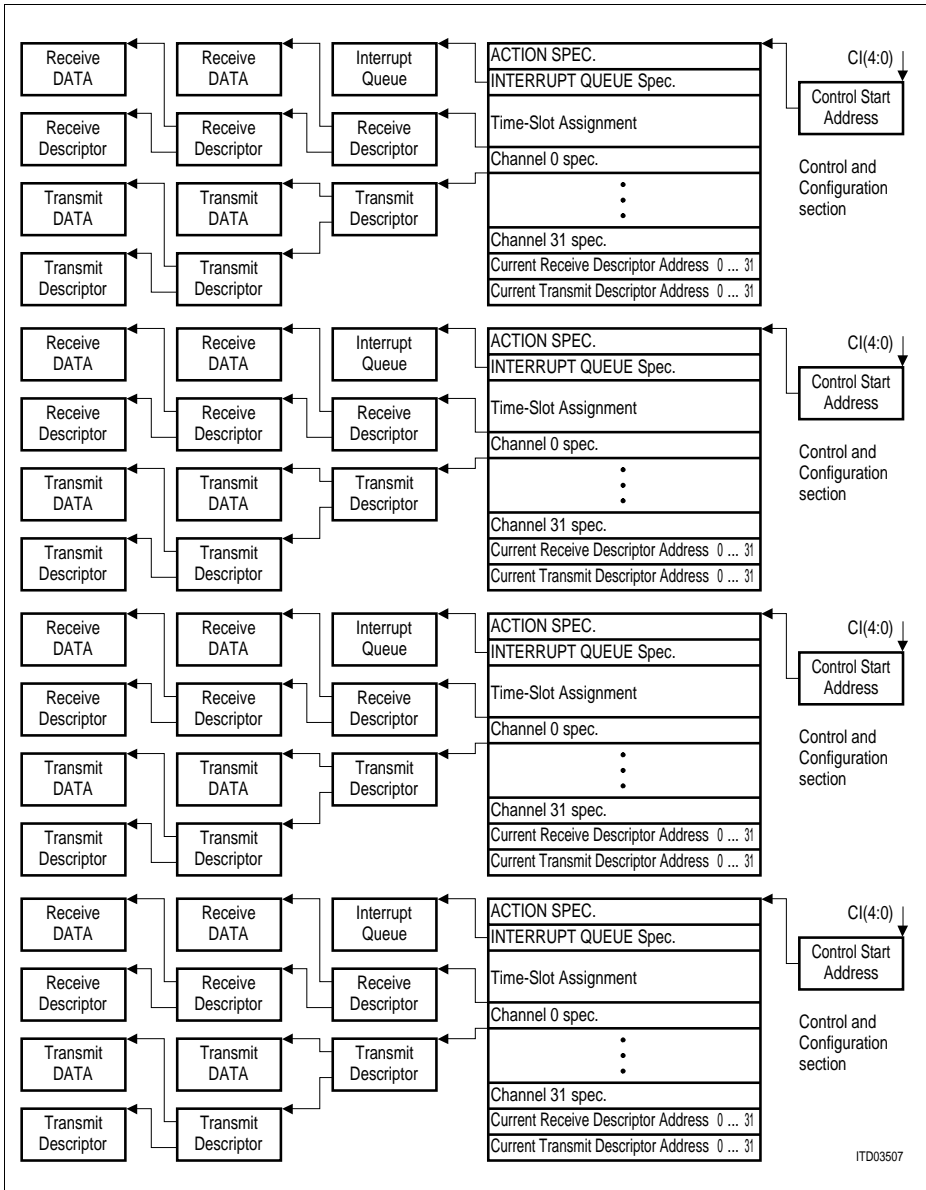 Receive
DATA
Receive
DATA
Interrupt
Queue
ACTION SPEC.
INTERRUPT QUEUE Spec.
CI(4:0)
Control Start
Address
Receive
Descriptor
Receive
Descriptor
Receive
Descriptor
Time-Slot Assignment
Channel 0 spec.
Control and
Configuration
section
Transmit
DATA
Transmit
DATA
Transmit
Descriptor
Channel 31 spec.
Transmit
Descriptor
Transmit
Descriptor
Current Receive Descriptor Address 0 ... 31
Current Transmit Descriptor Address 0 ... 31
Receive
DATA
Receive
DATA
Interrupt
Queue
ACTION SPEC.
INTERRUPT QUEUE Spec.
CI(4:0)
Control Start
Address
Receive
Descriptor
Receive
Descriptor
Receive
Descriptor
Time-Slot Assignment
Channel 0 spec.
Control and
Configuration
section
Transmit
DATA
Transmit
DATA
Transmit
Descriptor
Channel 31 spec.
Transmit
Descriptor
Transmit
Descriptor
Current Receive Descriptor Address 0 ... 31
Current Transmit Descriptor Address 0 ... 31
Receive
DATA
Receive
DATA
Interrupt
Queue
ACTION SPEC.
INTERRUPT QUEUE Spec.
CI(4:0)
Control Start
Address
Receive
Descriptor
Receive
Descriptor
Receive
Descriptor
Time-Slot Assignment
Channel 0 spec.
Control and
Configuration
section
Transmit
DATA
Transmit
DATA
Transmit
Descriptor
Channel 31 spec.
Transmit
Descriptor
Transmit
Descriptor
Current Receive Descriptor Address 0 ... 31
Current Transmit Descriptor Address 0 ... 31
Receive
DATA
Receive
DATA
Interrupt
Queue
ACTION SPEC.
INTERRUPT QUEUE Spec.
CI(4:0)
Control Start
Address
Receive
Descriptor
Receive
Descriptor
Receive
Descriptor
Time-Slot Assignment
Channel 0 spec.
Control and
Configuration
section
Transmit
DATA
Transmit
DATA
Transmit
Descriptor
Channel 31 spec.
Transmit
Descriptor
Transmit
Descriptor
Current Receive Descriptor Address 0 ... 31
Current Transmit Descriptor Address 0 ... 31
ITD03507